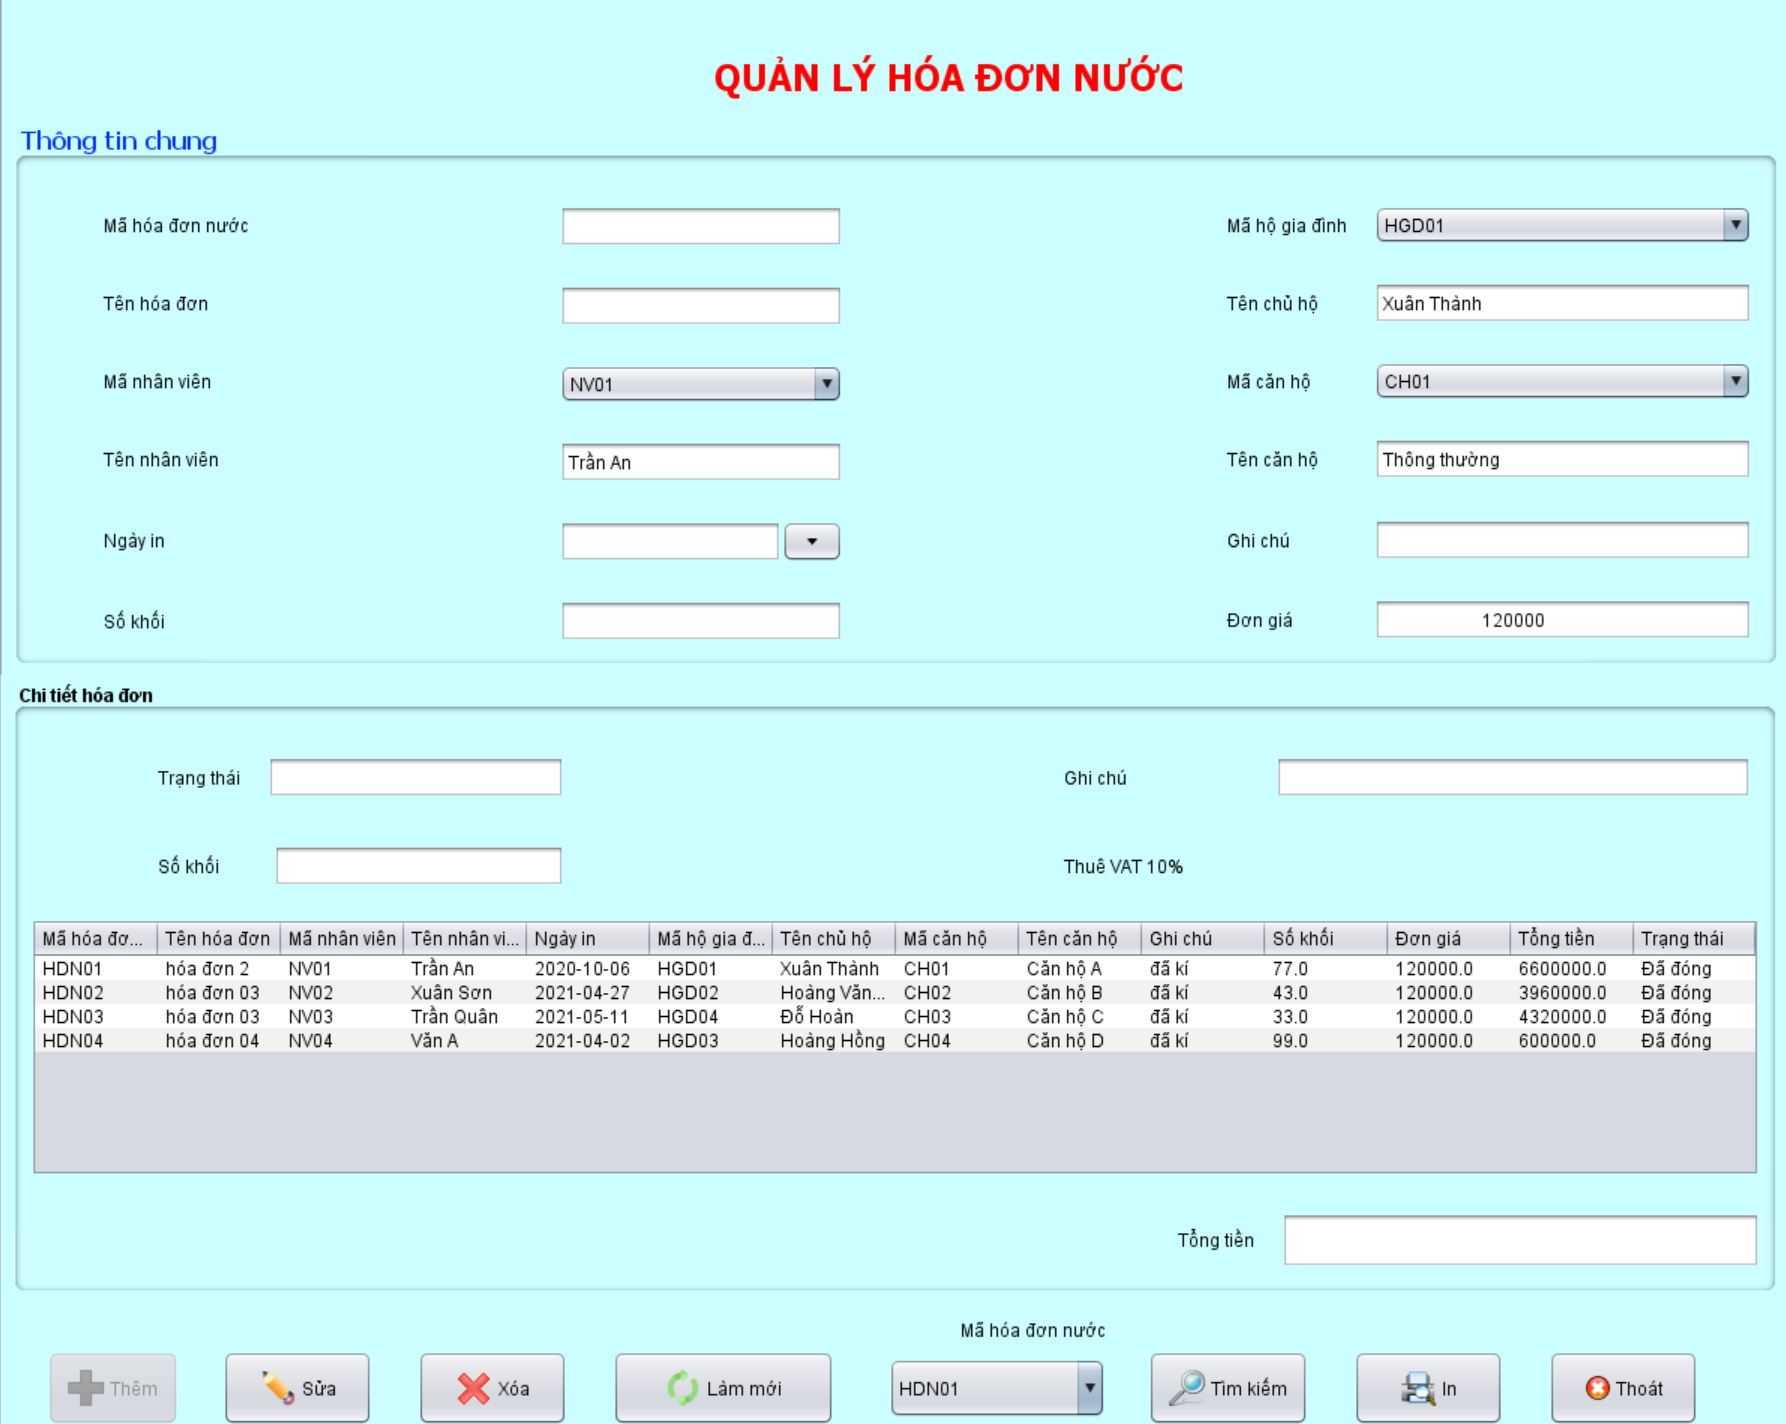 QUẢN LÝ HÓA ĐƠN NƯỚC
Thông tin chung
Mã hóa đơn nước
Mã hộ gia đình HGD01
Tên hóa đơn
Tên chủ hộ Xuân Thành
Mã nhân viên NV01
Mã căn hộ CH01
Tên nhân viên Trần An
Tên căn hộ Thông thường
Ngày in
Ghi chú
Số khối
Đơn giá 120000
Chi tiết hóa đơn
Trạng thái
Ghi chú
Số khối
Thuê VAT 10%
Mã hóa đơ... Tên hóa đơn Mã nhân viên Tên nhân vi... Ngày in Mã hộ gia đ... Tên chủ hộ Mã căn hộ Tên căn hộ Ghi chú Số khối Đơn giá Tổng tiền Trạng thái
HDN01 hóa đơn 2 NV01 Trần An 2020-10-06 HGD01 Xuân Thành CH01 Căn hộ A đã kí 77.0 120000.0 6600000.0 Đã đóng
HDN02 hóa đơn 03 NV02 Xuân Sơn 2021-04-27 HGD02 Hoàng Văn... CH02 Căn hộ B đã kí 43.0 120000.0 3960000.0 Đã đóng
HDN03 hóa đơn 03 NV03 Trần Quân 2021-05-11 HGD04 Đỗ Hoàn CH03 Căn hộ C đã kí 33.0 120000.0 4320000.0 Đã đóng
HDN04 hóa đơn 04 NV04 Văn A 2021-04-02 HGD03 Hoàng Hồng CH04 Căn hộ D đã kí 99.0 120000.0 600000.0 Đã đóng
Tổng tiền
Mã hóa đơn nước
Thêm Sửa Xóa Làm mới HDN01 Tìm kiếm In Thoát